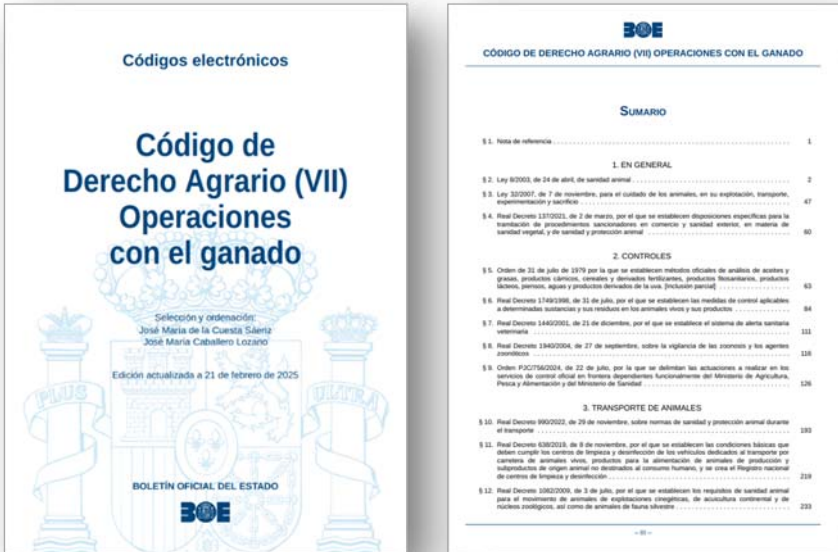 Códigos electrónicos
Código de
Derecho Agrario (VII)
Operaciones
con el ganado
Selección y ordenación:
José María de la Cuesta Sáenz
José María Caballero Lozano
Edición actualizada a 21 de febrero de 2025
PLUS
ULTRA
BOLETÍN OFICIAL DEL ESTADO
BOE
BOE
CÓDIGO DE DERECHO AGRARIO (VII) OPERACIONES CON EL GANADO
SUMARIO
§ 1. Nota de referencia 1
1. EN GENERAL
§ 2. Ley 8/2003, de 24 de abril, de sanidad animal 2
§ 3. Ley 32/2007, de 7 de noviembre, para el cuidado de los animales, en su explotación, transporte,
experimentación y sacrificio 47
§ 4. Real Decreto 137/2021, de 2 de marzo, por el que se establecen disposiciones específicas para la
tramitación de procedimientos sancionadores en comercio y sanidad exterior, en materia de
sanidad vegetal, y de sanidad y protección animal 60
2. CONTROLES
§ 5. Orden de 31 de julio de 1979 por la que se establecen métodos oficiales de análisis de aceites y
grasas, productos cárnicos, cereales y derivados fertilizantes, productos fitosanitarios, productos
lácteos, piensos, aguas y productos derivados de la uva. [Inclusión parcial] 63
§ 6. Real Decreto 1749/1998, de 31 de julio, por el que se establecen las medidas de control aplicables
a determinadas sustancias y sus residuos en los animales vivos y sus productos 84
§ 7. Real Decreto 1440/2001, de 21 de diciembre, por el que se establece el sistema de alerta sanitaria
veterinaria 111
§ 8. Real Decreto 1940/2004, de 27 de septiembre, sobre la vigilancia de las zoonosis y los agentes
zoonóticos 116
§ 9. Orden PJC/756/2024, de 22 de julio, por la que se delimitan las actuaciones a realizar en los
servicios de control oficial en frontera dependientes funcionalmente del Ministerio de Agricultura,
Pesca y Alimentación y del Ministerio de Sanidad 126
3. TRANSPORTE DE ANIMALES
§ 10. Real Decreto 990/2022, de 29 de noviembre, sobre normas de sanidad y protección animal durante
el transporte 193
§ 11. Real Decreto 638/2019, de 8 de noviembre, por el que se establecen las condiciones básicas que
deben cumplir los centros de limpieza y desinfección de los vehículos dedicados al transporte por
carretera de animales vivos, productos para la alimentación de animales de producción y
subproductos de origen animal no destinados al consumo humano, y se crea el Registro nacional
de centros de limpieza y desinfección 219
§ 12. Real Decreto 1082/2009, de 3 de julio, por el que se establecen los requisitos de sanidad animal
para el movimiento de animales de explotaciones cinegéticas, de acuicultura continental y de
núcleos zoológicos, así como de animales de fauna silvestre 233
– III –